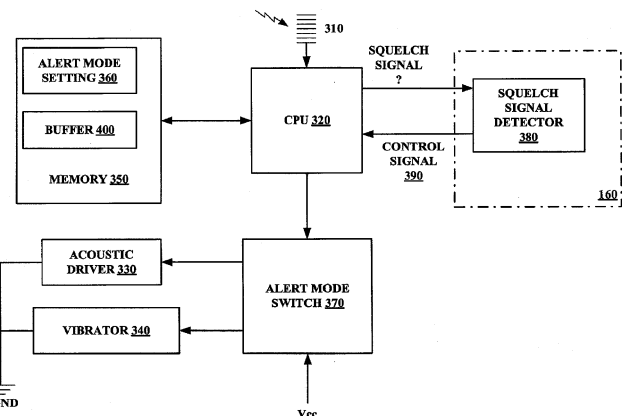 310
ALERT MODE
SETTING 360
BUFFER 400
MEMORY 350
CPU 320
SQUELCH
SIGNAL
?
CONTROL
SIGNAL
390
SQUELCH
SIGNAL
DETECTOR
380
160
ACOUSTIC
DRIVER 330
VIBRATOR 340
ALERT MODE
SWITCH 370
ND
Vcc